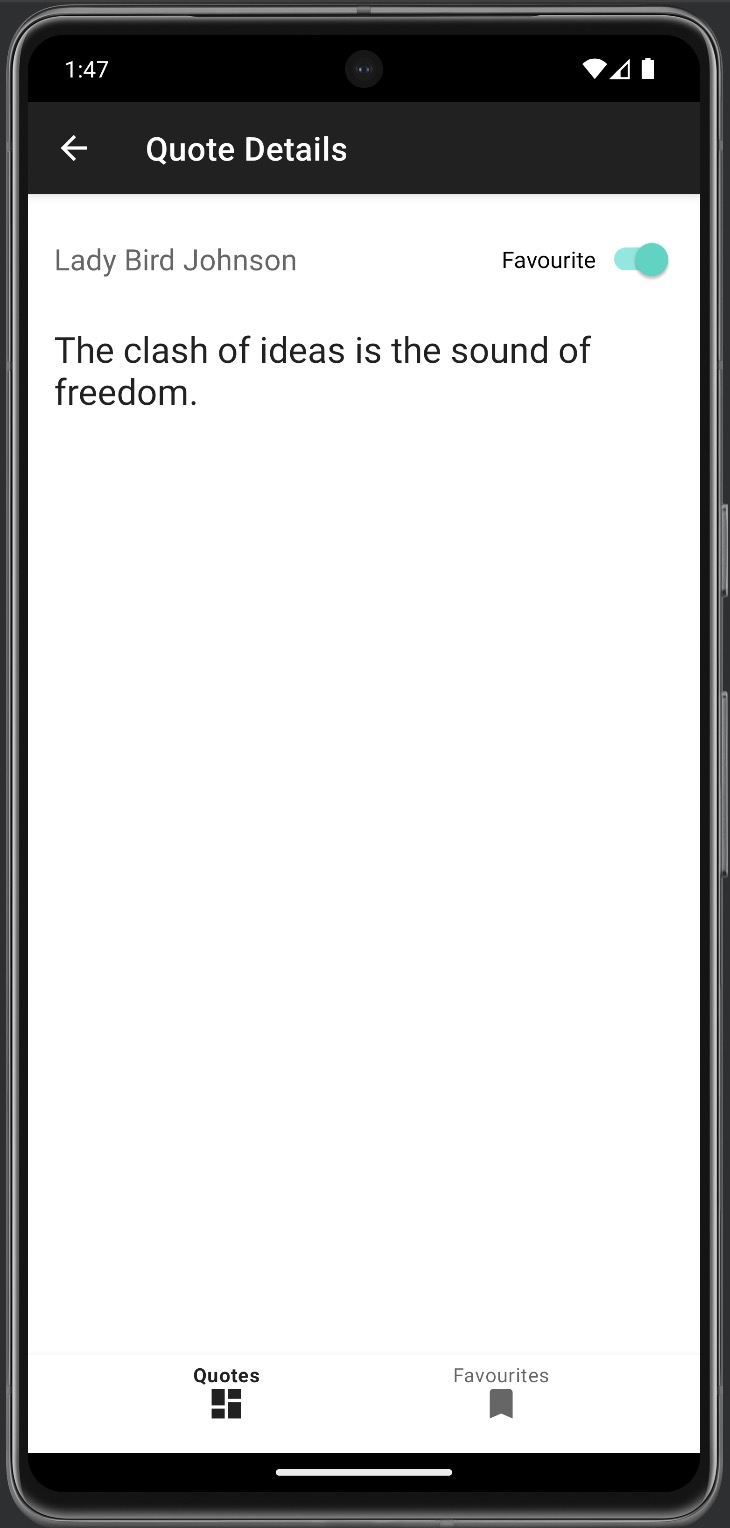 1:47
Quote Details
Lady Bird Johnson
Favourite
The clash of ideas is the sound of
freedom.
Quotes
Favourites